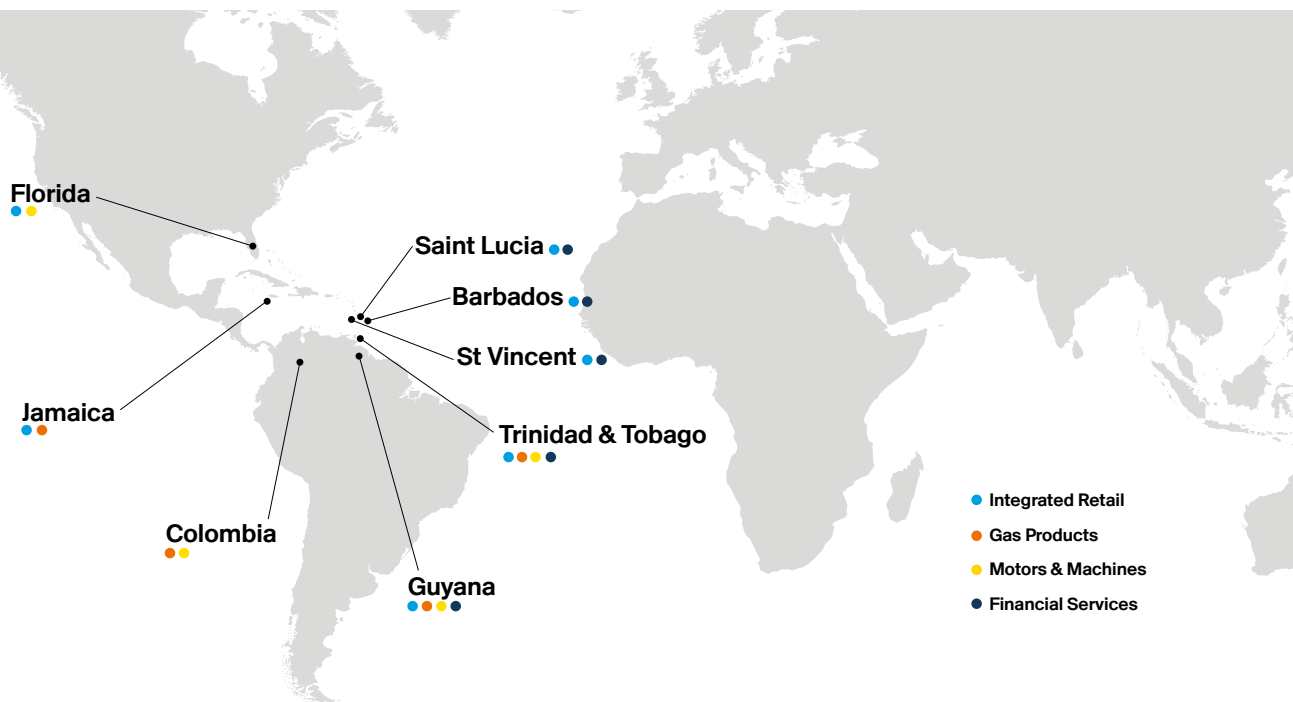 Florida
Saint Lucia
Barbados
St Vincent
Jamaica
Trinidad & Tobago
Colombia
Guyana
Integrated Retail
Gas Products
Motors & Machines
Financial Services